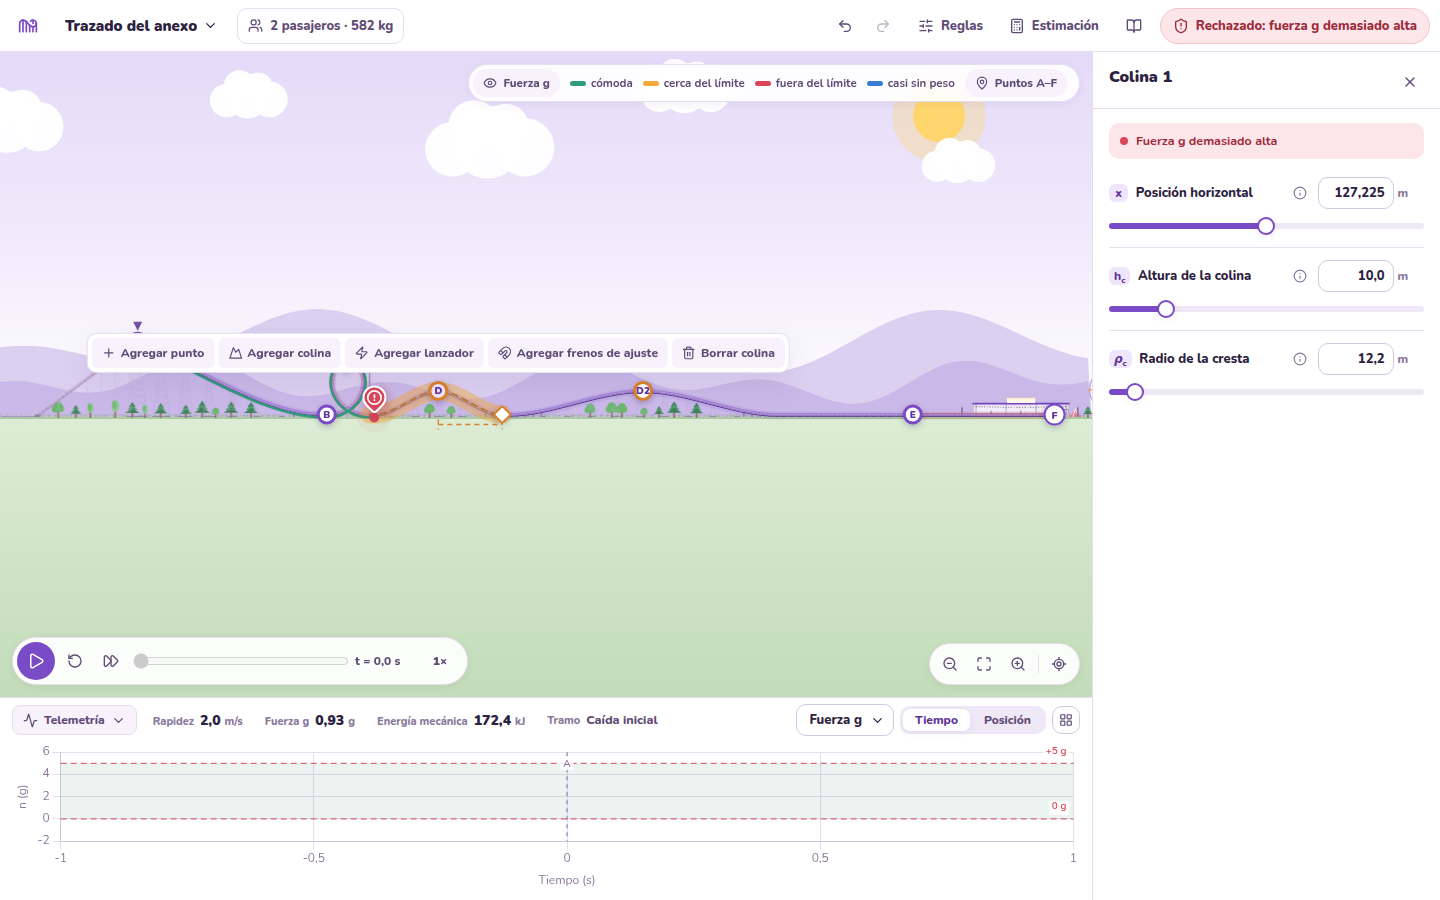 Trazado del anexo
2 pasajeros · 582 kg
Reglas
Estimación
Rechazado: fuerza g demasiado alta
Fuerza g
cómoda
cerca del límite
fuera del límite
casi sin peso
Puntos A–F
Colina 1
Fuerza g demasiado alta
x Posición horizontal 127,225 m
hc Altura de la colina 10,0 m
ρc Radio de la cresta 12,2 m
Agregar punto
Agregar colina
Agregar lanzador
Agregar frenos de ajuste
Borrar colina
B
D
D2
E
F
t = 0,0 s
1×
Telemetría
Rapidez 2,0 m/s
Fuerza g 0,93 g
Energía mecánica 172,4 kJ
Tramo Caída inicial
Fuerza g
Tiempo
Posición
n (g)
6
4
2
0
-2
+5 g
0 g
A
-1
-0,5
0
0,5
1
Tiempo (s)